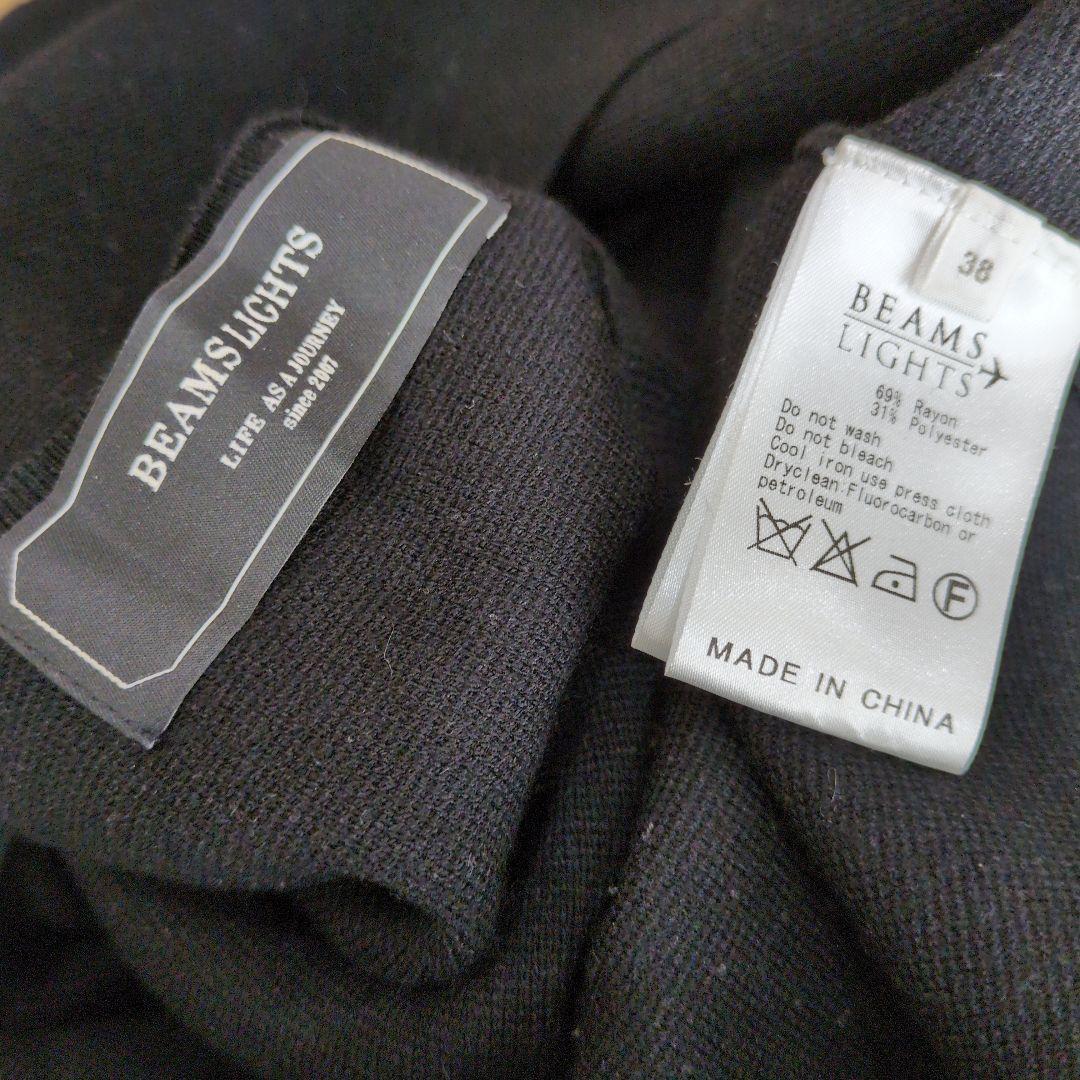 BEAMS LIGHTS
LIFE AS A JOURNEY
since 2007
38
BEAMS
LIGHTS
69% Rayon
31% Polyester
Do not wash
Do not bleach
Cool iron use press cloth
Dryclean:Fluorocarbon or
petroleum
F
MADE IN CHINA